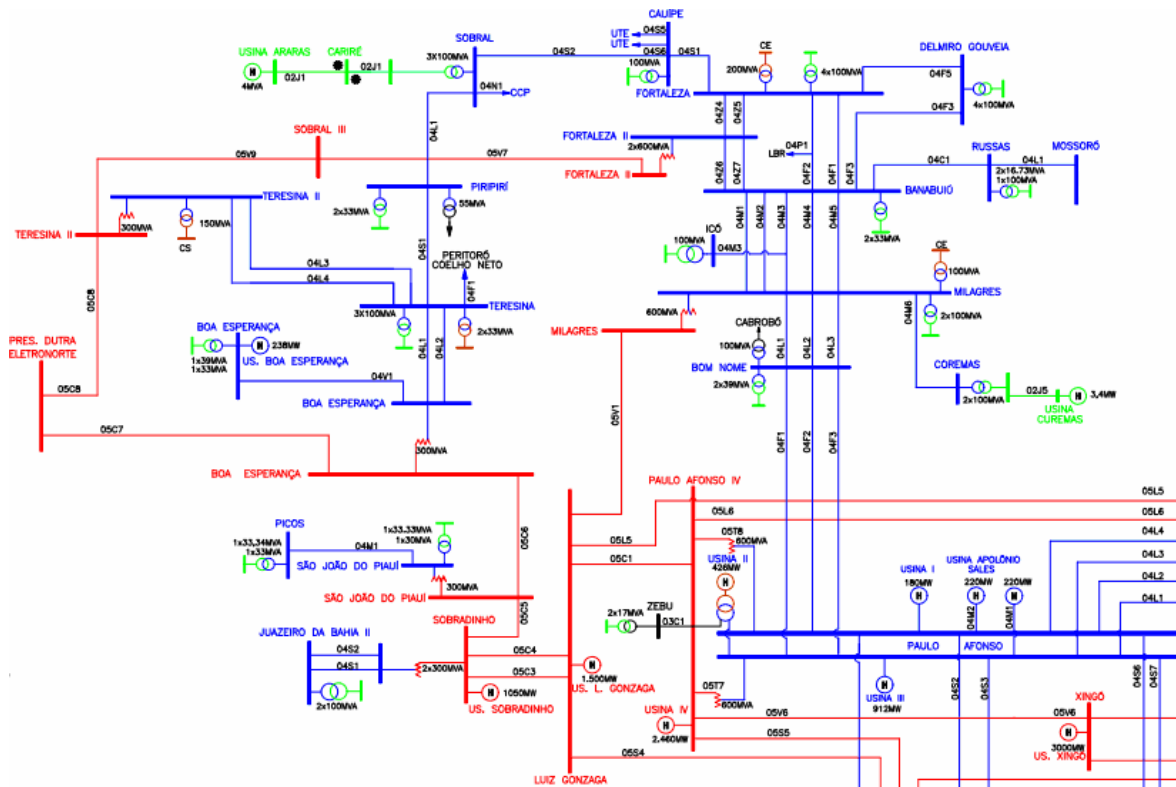 CAUÍPE
UTE
04S5
UTE
04S6
04S1
100MVA
SOBRAL
04S2
3X100MVA
USINA ARARAS
CARIRÉ
02J1
02J1
4MVA
04N1
CCP
CE
200MVA
4x100MVA
FORTALEZA
DELMIRO GOUVEIA
04F5
4x100MVA
04F3
04L1
SOBRAL III
05V9
05V7
FORTALEZA II
2x600MVA
FORTALEZA II
04Z4
04Z5
04P1
LBR
04Z6
04Z7
04F2
04F1
04F3
04C1
RUSSAS
2x16.73MVA
1x100MVA
04L1
MOSSORÓ
BANABUIÚ
2x33MVA
TERESINA II
TERESINA II
300MVA
150MVA
CS
PIRIPIRÍ
2x33MVA
55MVA
PERITORÓ
COELHO NETO
04S1
04F1
04L3
04L4
TERESINA
3X100MVA
2x33MVA
04M1
04M2
04M3
04M4
04M5
ICÓ
100MVA
04M3
CE
100MVA
MILAGRES
600MVA
MILAGRES
2x100MVA
04M6
05C8
PRES. DUTRA
ELETRONORTE
05C8
05C7
BOA ESPERANÇA
238MW
1x39MVA
1x33MVA
US. BOA ESPERANÇA
04V1
04L1
04L2
BOA ESPERANÇA
300MVA
BOA ESPERANÇA
CABROBÓ
100MVA
04L1
04L2
04L3
BOM NOME
2x39MVA
COREMAS
2x100MVA
02J5
3,4MW
USINA
CUREMAS
05V1
04F1
04F2
04F3
PAULO AFONSO IV
05L5
05L6
05L5
05L6
05C1
05T8
600MVA
04L4
04L3
04L2
04L1
PICOS
1x33,34MVA
1x33MVA
04M1
1x33.33MVA
1x30MVA
SÃO JOÃO DO PIAUÍ
300MVA
SÃO JOÃO DO PIAUÍ
05C6
05C5
USINA II
426MW
USINA I
180MW
USINA APOLÔNIO
SALES
220MW
220MW
04M2
04M1
2x17MVA
ZEBU
03C1
PAULO AFONSO
SOBRADINHO
JUAZEIRO DA BAHIA II
04S2
04S1
2x100MVA
2x300MVA
05C4
05C3
1050MW
US. SOBRADINHO
1.500MW
US. L. GONZAGA
05T7
600MVA
USINA III
912MW
04S2
04S3
04S6
04S7
USINA IV
2.460MW
05V6
05S5
05S4
XINGÓ
05V6
3000MW
US. XINGÓ
LUIZ GONZAGA